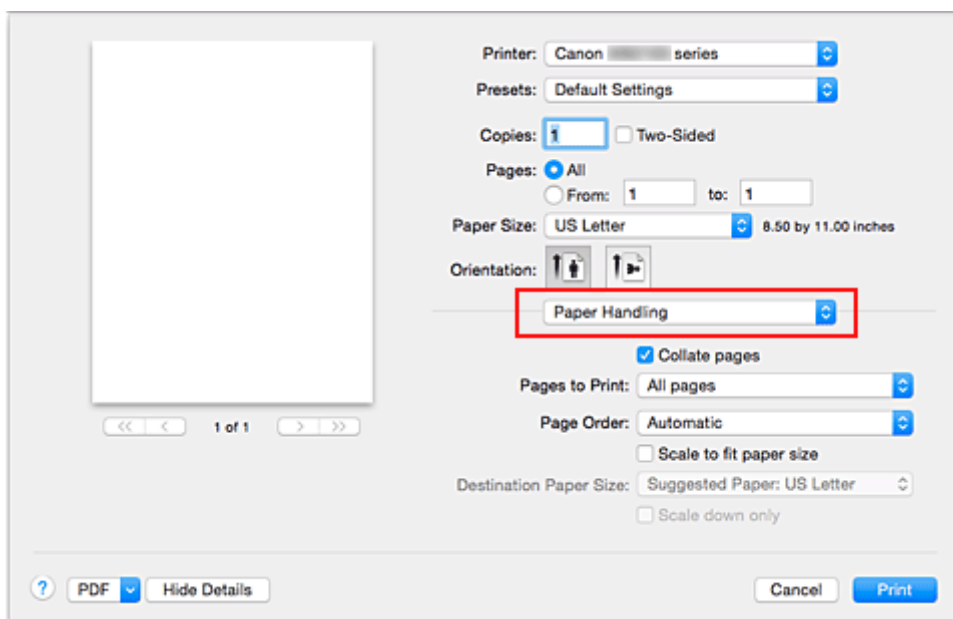 Printer: Canon series
Presets: Default Settings
Copies: 1 Two-Sided
Pages: All
From: 1 to: 1
Paper Size: US Letter 8.50 by 11.00 inches
Orientation:
Paper Handling
Collate pages
Pages to Print: All pages
Page Order: Automatic
Scale to fit paper size
Destination Paper Size: Suggested Paper: US Letter
Scale down only
<< < 1 of 1 > >>
? PDF Hide Details Cancel Print